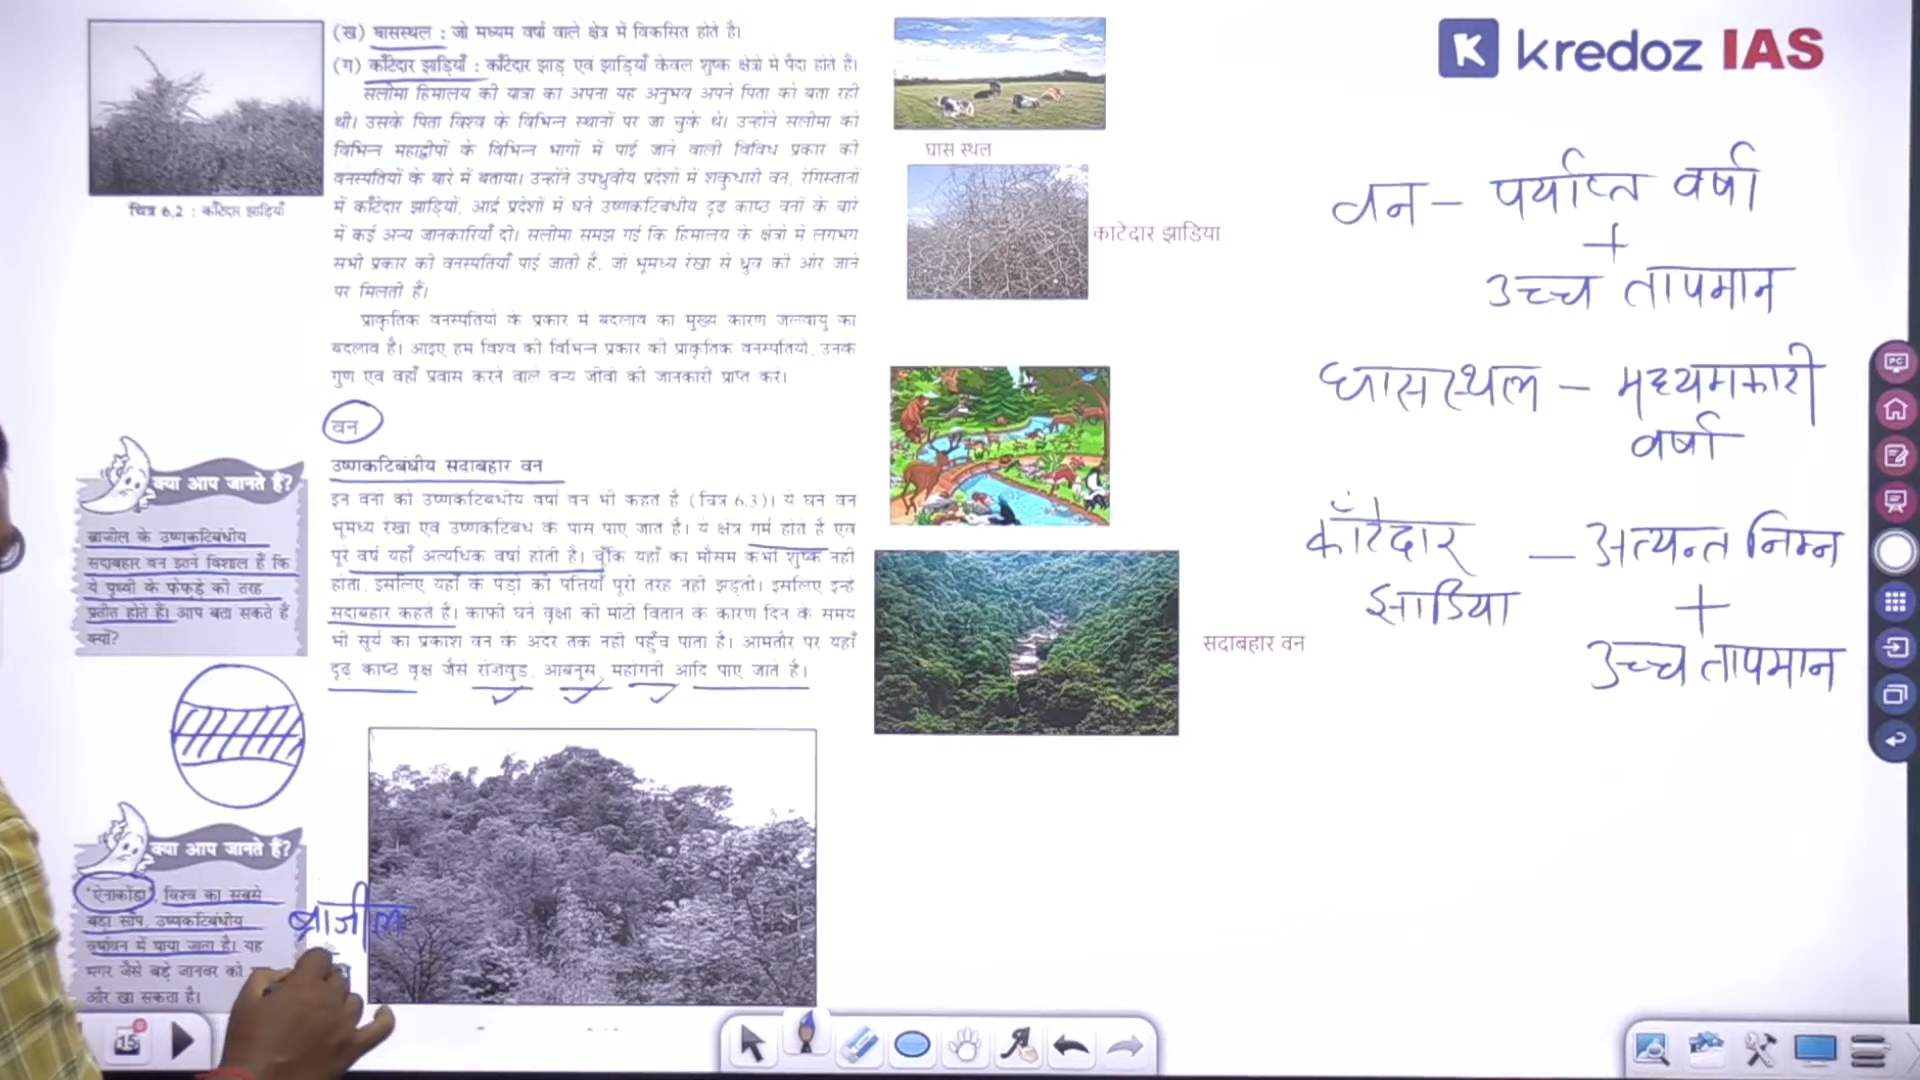 (ख) घासस्थल : जो मध्यम वर्षा वाले क्षेत्र में विकसित होते है।
(ग) काँटेदार झाड़ियाँ : काँटेदार झाड़ एवं झाड़ियाँ केवल शुष्क क्षेत्रों में पैदा होते हैं।
सलीमा हिमालय की यात्रा का अपना यह अनुभव अपने पिता को बता रही
थी। उसके पिता विश्व के विभिन्न स्थानों पर जा चुके थे। उन्होंने सलीमा को
विभिन्न महाद्वीपों के विभिन्न भागों में पाई जाने वाली विविध प्रकार की
वनस्पतियों के बारे में बताया। उन्होंने उपध्रुवीय प्रदेशों में शंकुधारी वन, रेगिस्तानों
में काँटेदार झाड़ियों, आर्द्र प्रदेशों में घने उष्णकटिबंधीय दृढ़ काष्ठ वनों के बारे
में कई अन्य जानकारियाँ दी। सलीमा समझ गई कि हिमालय के क्षेत्रों में लगभग
सभी प्रकार की वनस्पतियाँ पाई जाती हैं, जो भूमध्य रेखा से ध्रुव की ओर जाने
पर मिलती हैं।
प्राकृतिक वनस्पतियों के प्रकार में बदलाव का मुख्य कारण जलवायु का
बदलाव है। आइए हम विश्व की विभिन्न प्रकार की प्राकृतिक वनस्पतियों, उनके
गुण एवं वहाँ प्रवास करने वाले वन्य जीवों की जानकारी प्राप्त करें।
चित्र 6.2 : काँटेदार झाड़ियाँ
वन
उष्णकटिबंधीय सदाबहार वन
इन वनों को उष्णकटिबंधीय वर्षा वन भी कहते हैं (चित्र 6.3)। ये घने वन
भूमध्य रेखा एवं उष्णकटिबंध के पास पाए जाते हैं। ये क्षेत्र गर्म होते हैं एवं
पूरे वर्ष यहाँ अत्यधिक वर्षा होती है। चूँकि यहाँ का मौसम कभी शुष्क नहीं
होता, इसलिए यहाँ के पेड़ों की पत्तियाँ पूरी तरह नहीं झड़ती। इसलिए इन्हें
सदाबहार कहते हैं। काफी घने वृक्षों की मोटी वितान के कारण दिन के समय
भी सूर्य का प्रकाश वन के अंदर तक नहीं पहुँच पाता है। आमतौर पर यहाँ
दृढ़ काष्ठ वृक्ष जैसे रोज़वुड, आबनूस, महोगनी आदि पाए जाते है।
क्या आप जानते हैं?
ब्राजील के उष्णकटिबंधीय
सदाबहार वन इतने विशाल हैं कि
ये पृथ्वी के फेफड़े की तरह
प्रतीत होते हैं। आप बता सकते हैं
क्यों?
क्या आप जानते हैं?
'ऐनाकोंडा', विश्व का सबसे
बड़ा साँप, उष्णकटिबंधीय
वर्षावन में पाया जाता है। यह
मगर जैसे बड़े जानवर को
और खा सकता है।
ब्राजील
घास स्थल
काटेदार झाडिया
सदाबहार वन
kredoz IAS
वन – पर्याप्त वर्षा
+
उच्च तापमान
घासस्थल – मध्यमकारी
वर्षा
काँटेदार – अत्यन्त निम्न
झाडिया +
उच्च तापमान
15
PC